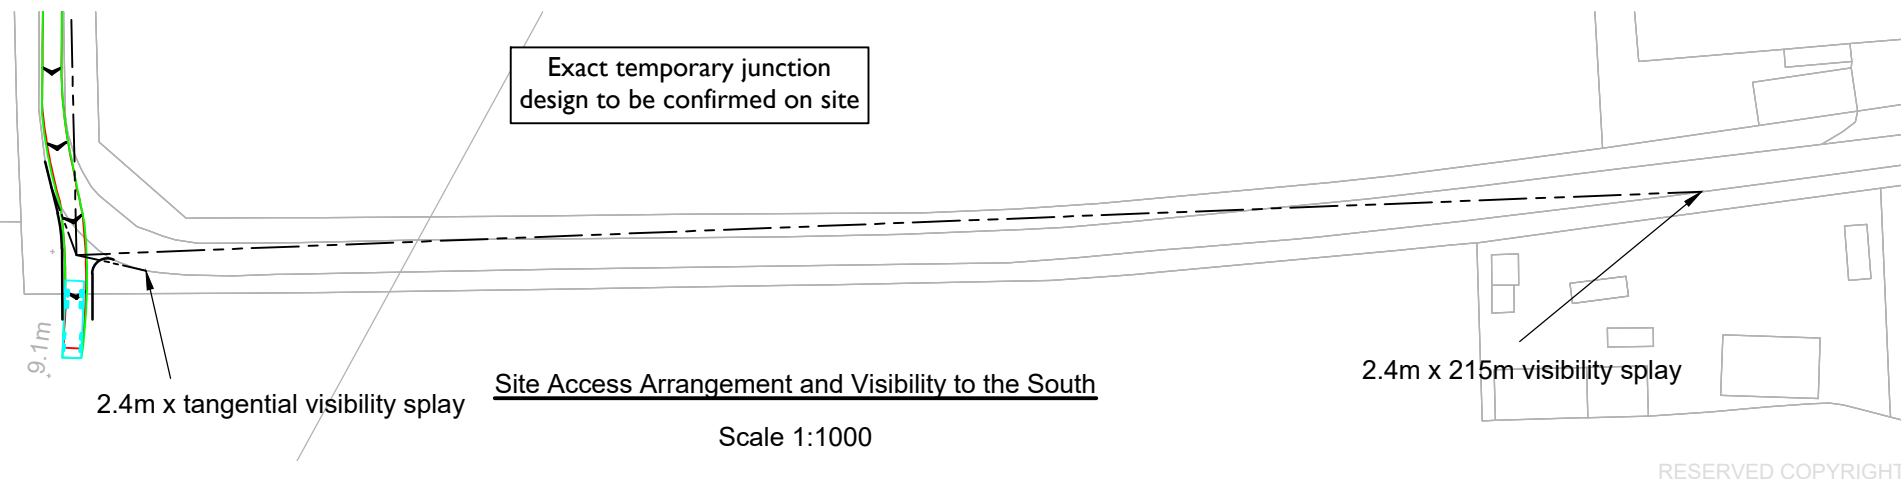 Exact temporary junction
design to be confirmed on site
9.1m
2.4m x 215m visibility splay
Site Access Arrangement and Visibility to the South
2.4m x tangential visibility splay
Scale 1:1000
RESERVED COPYRIGHT